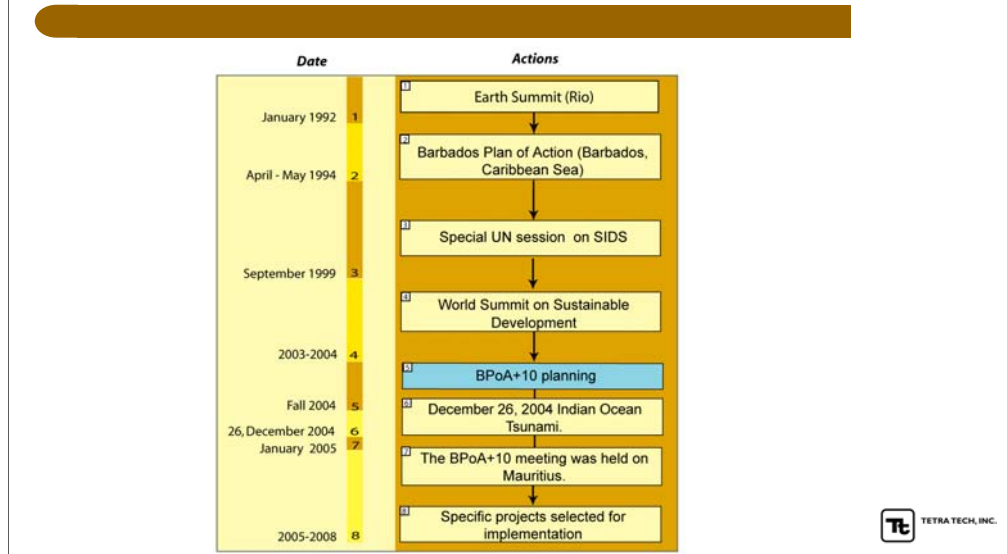 Date
Actions
January 1992 1
1
Earth Summit (Rio)
April - May 1994 2
2
Barbados Plan of Action (Barbados,
Caribbean Sea)
September 1999 3
3
Special UN session on SIDS
2003-2004 4
4
World Summit on Sustainable
Development
Fall 2004 5
5
BPoA+10 planning
26, December 2004 6
6
December 26, 2004 Indian Ocean
Tsunami.
January 2005 7
7
The BPoA+10 meeting was held on
Mauritius.
2005-2008 8
8
Specific projects selected for
implementation
Tt TETRA TECH, INC.